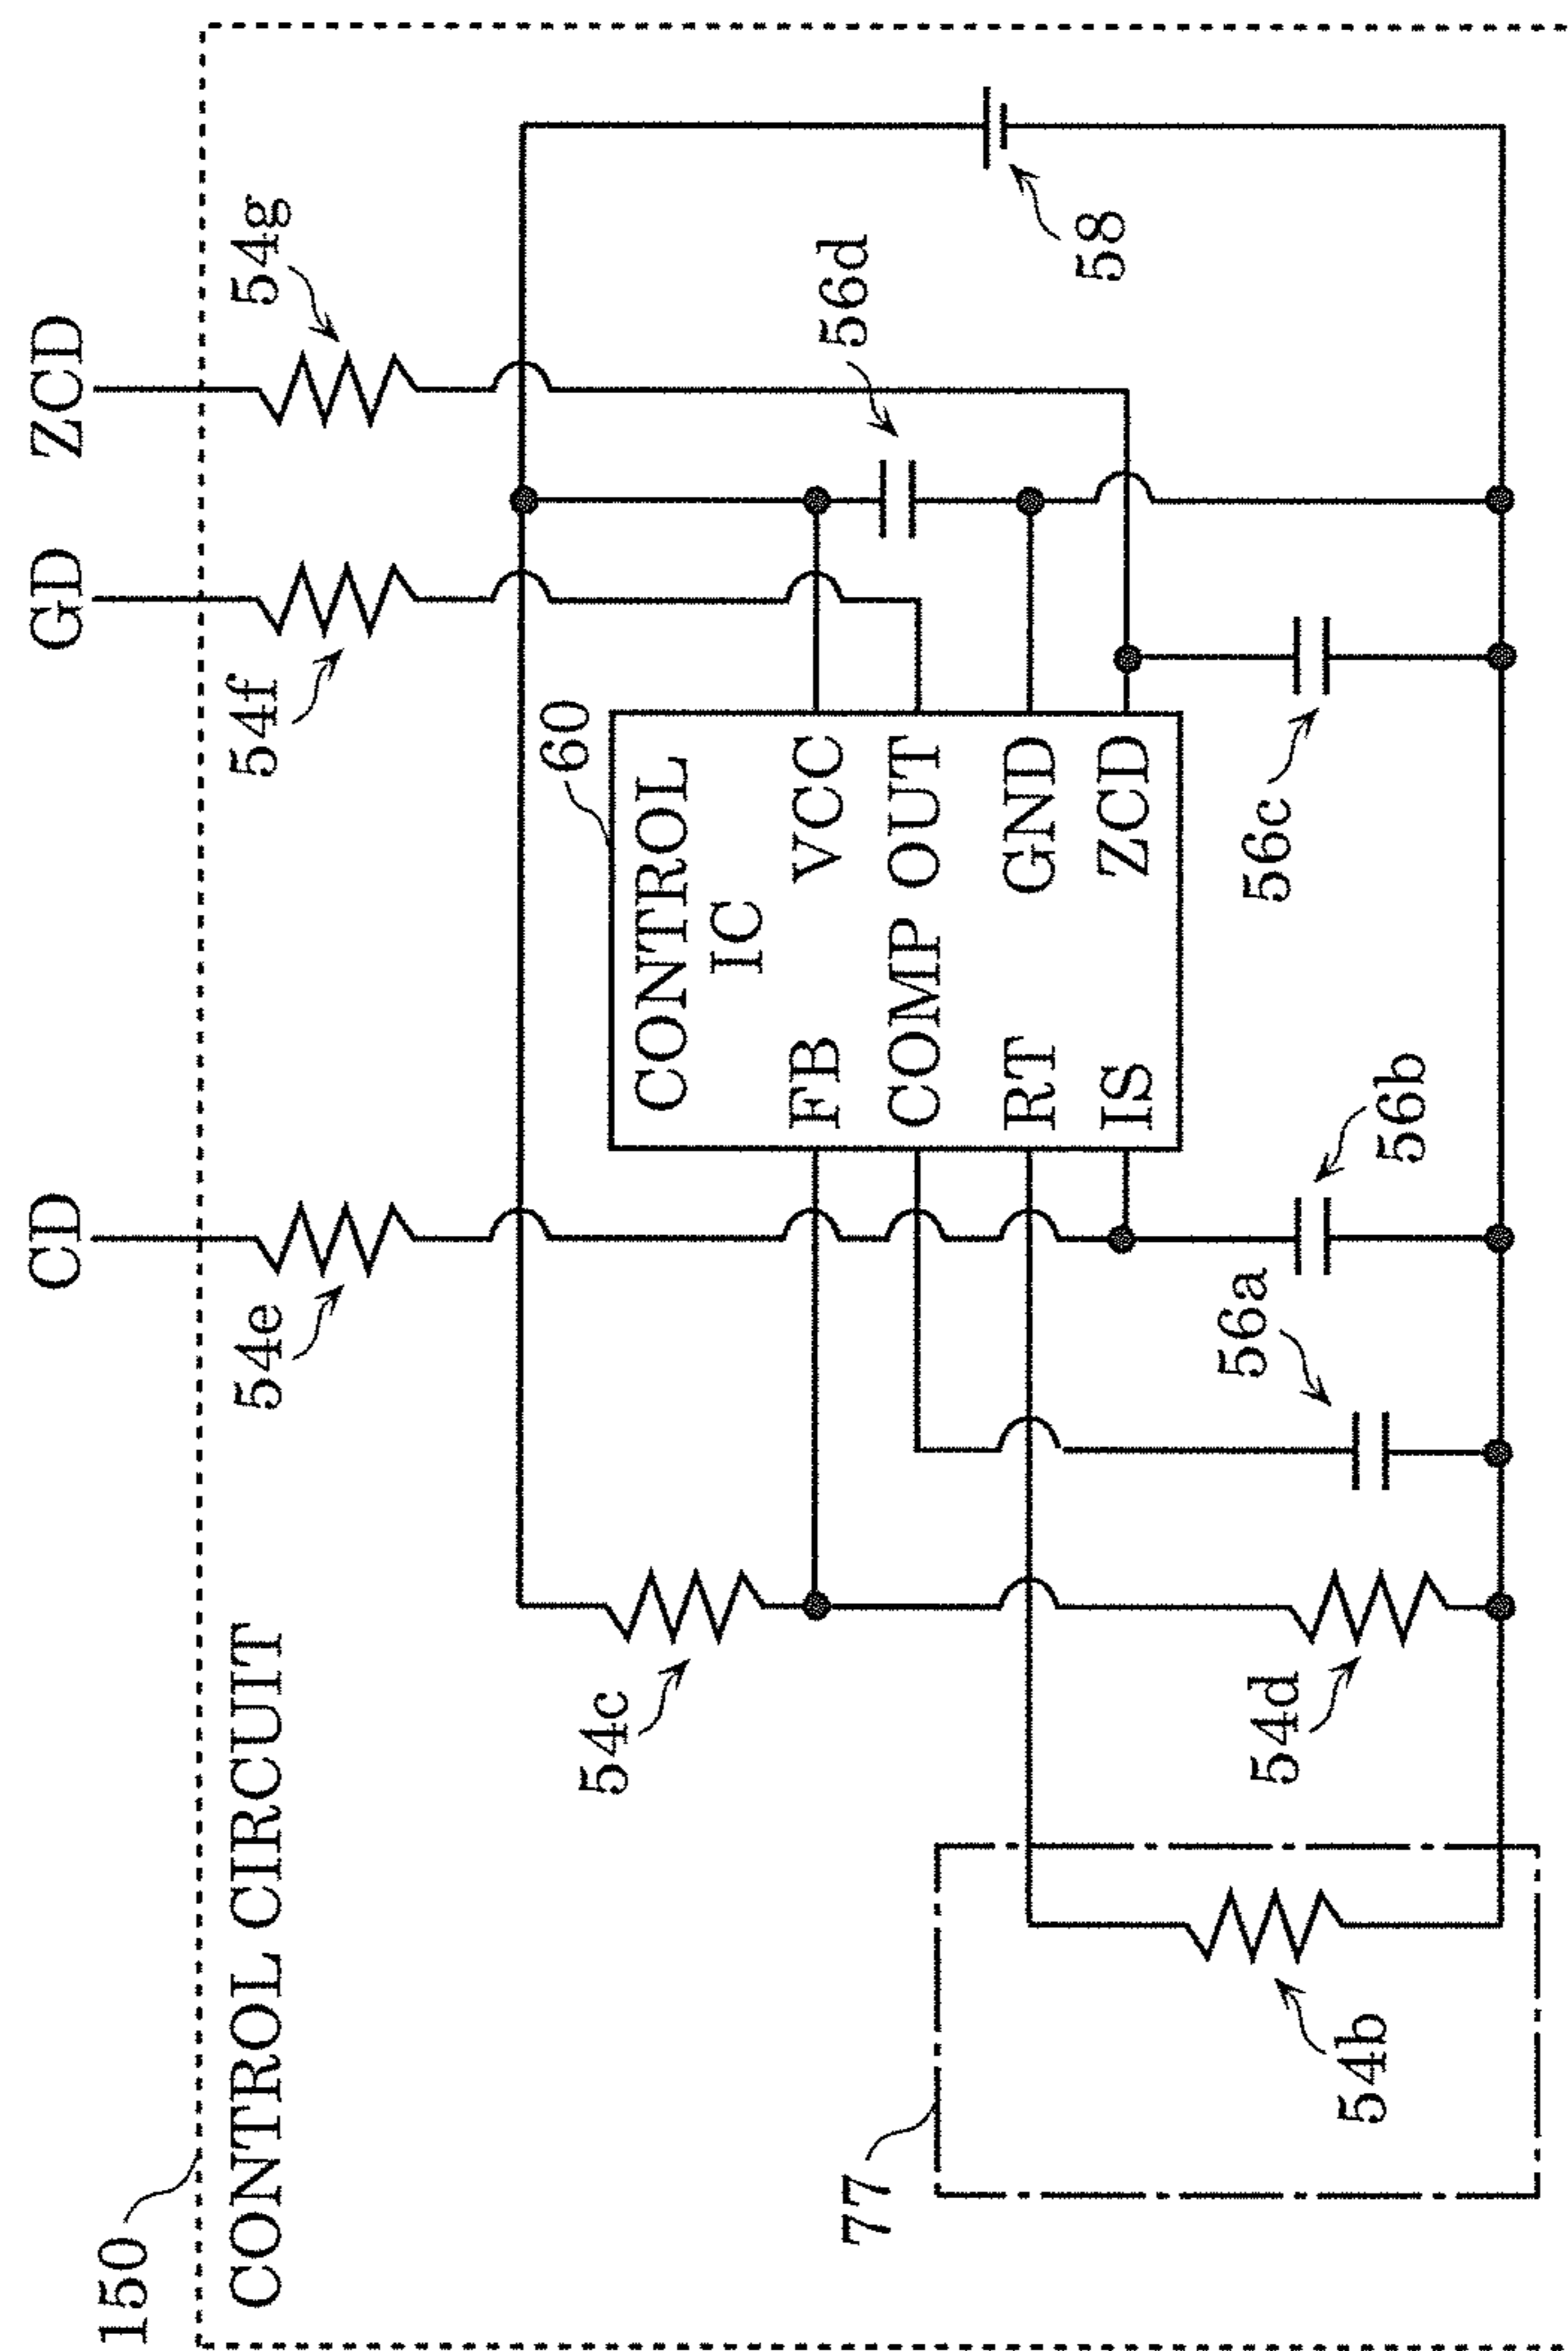 150
CONTROL CIRCUIT
CD
GD
ZCD
54e
54f
54g
60
CONTROL
IC
FB VCC
COMP OUT
RT GND
IS ZCD
54c
56d
58
77
54b
54d
56a
56b
56c